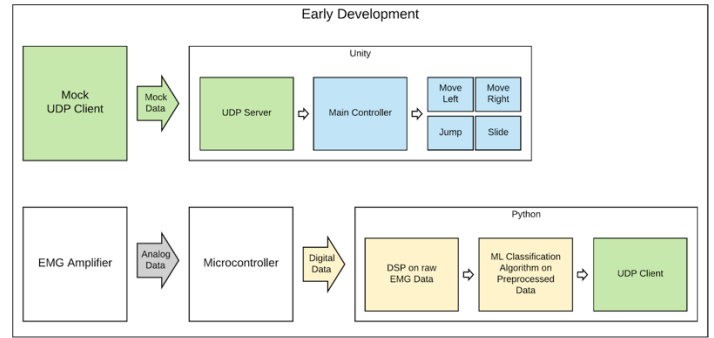 Early Development
Unity
Mock
UDP Client
Mock
Data
UDP Server
Main Controller
Move
Left
Move
Right
Jump
Slide
Python
EMG Amplifier
Analog
Data
Microcontroller
Digital
Data
DSP on raw
EMG Data
ML Classification
Algorithm on
Preprocessed
Data
UDP Client